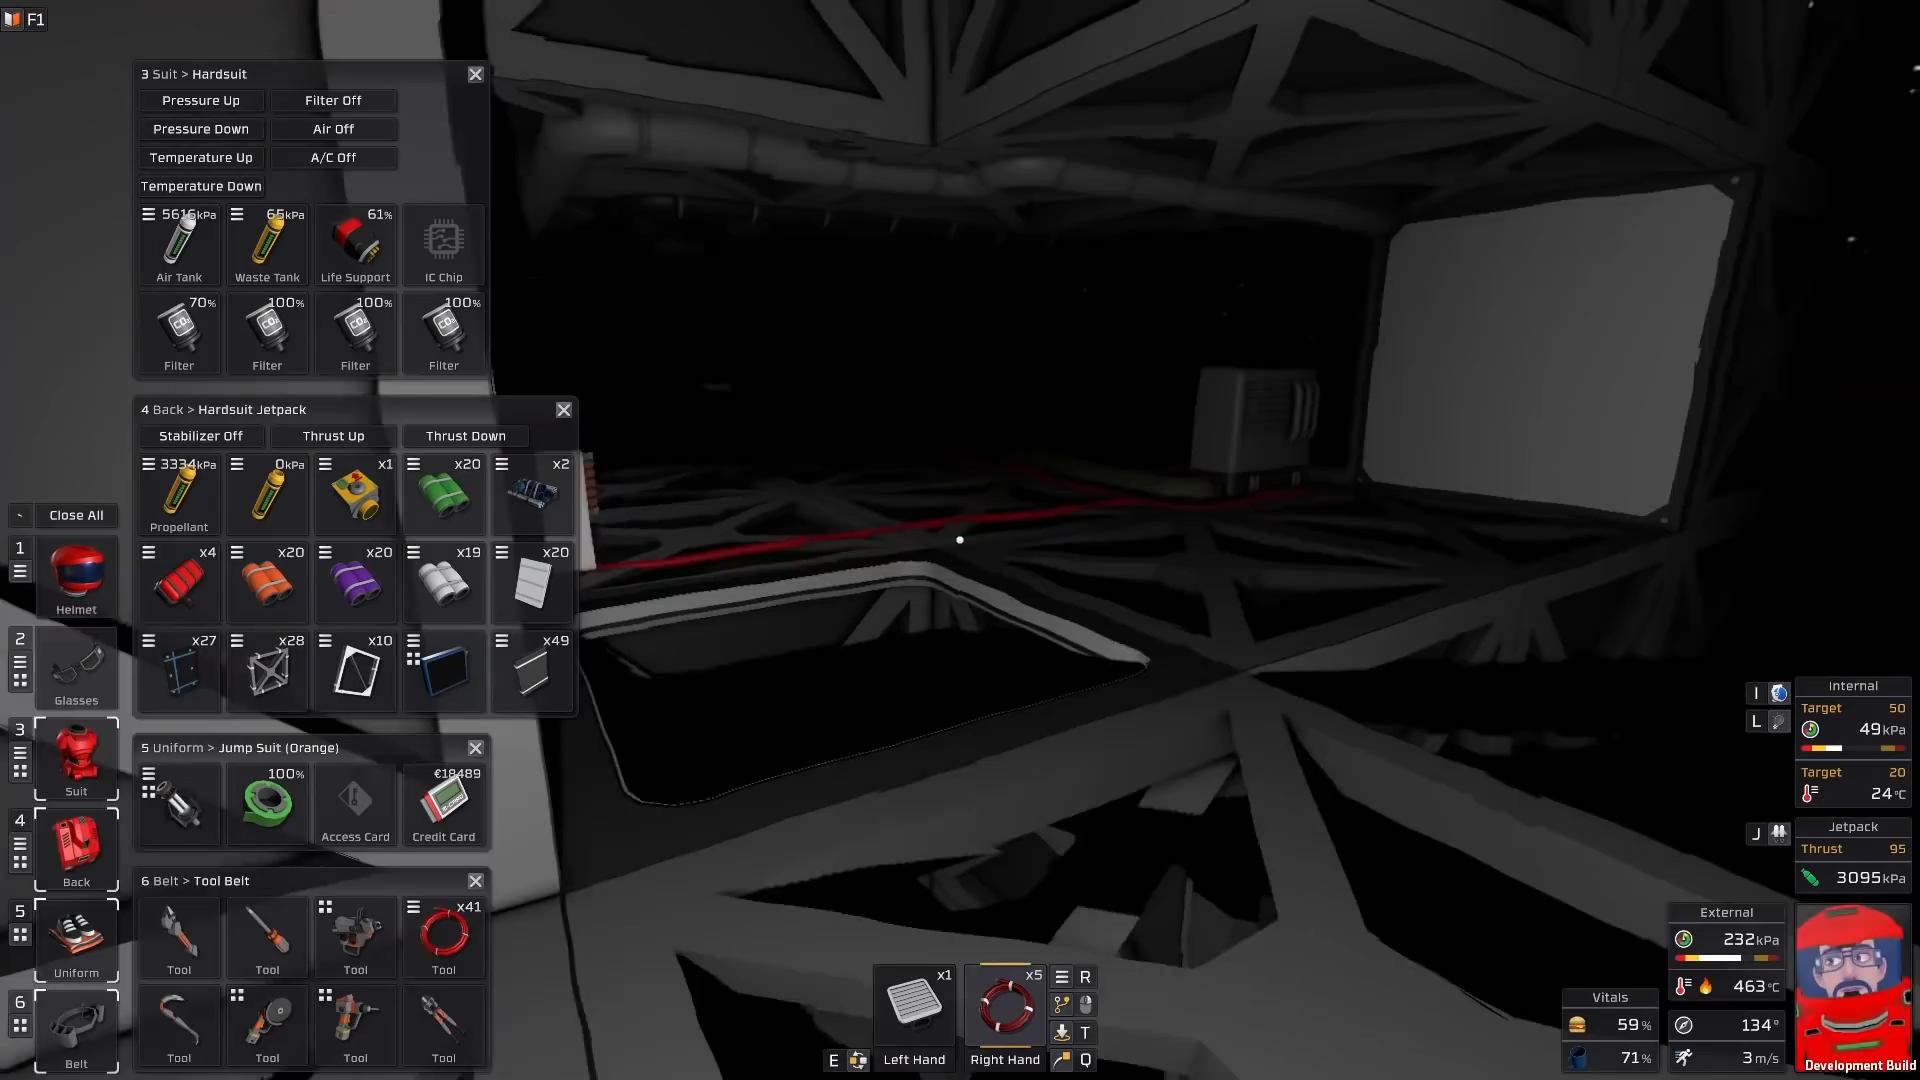 F1
3 Suit > Hardsuit
Pressure Up
Filter Off
Pressure Down
Air Off
Temperature Up
A/C Off
Temperature Down
5616kPa
65kPa
61%
Air Tank
Waste Tank
Life Support
IC Chip
70%
100%
100%
100%
CO₂
CO₂
CO₂
CO₂
Filter
Filter
Filter
Filter
4 Back > Hardsuit Jetpack
Stabilizer Off
Thrust Up
Thrust Down
3334kPa
0kPa
x1
x20
x2
Propellant
x4
x20
x20
x19
x20
x27
x28
x10
x49
~
Close All
1
Helmet
2
Glasses
3
Suit
4
Back
5
Uniform
6
Belt
5 Uniform > Jump Suit (Orange)
100%
€18489
Access Card
Credit Card
6 Belt > Tool Belt
x41
Tool
Tool
Tool
Tool
Tool
Tool
Tool
Tool
x1
x5
R
T
E
Left Hand
Right Hand
Q
I
L
Internal
Target 50
49kPa
Target 20
24°C
J
Jetpack
Thrust 95
3095kPa
External
232kPa
463°C
134°
3m/s
Vitals
59%
71%
Development Build